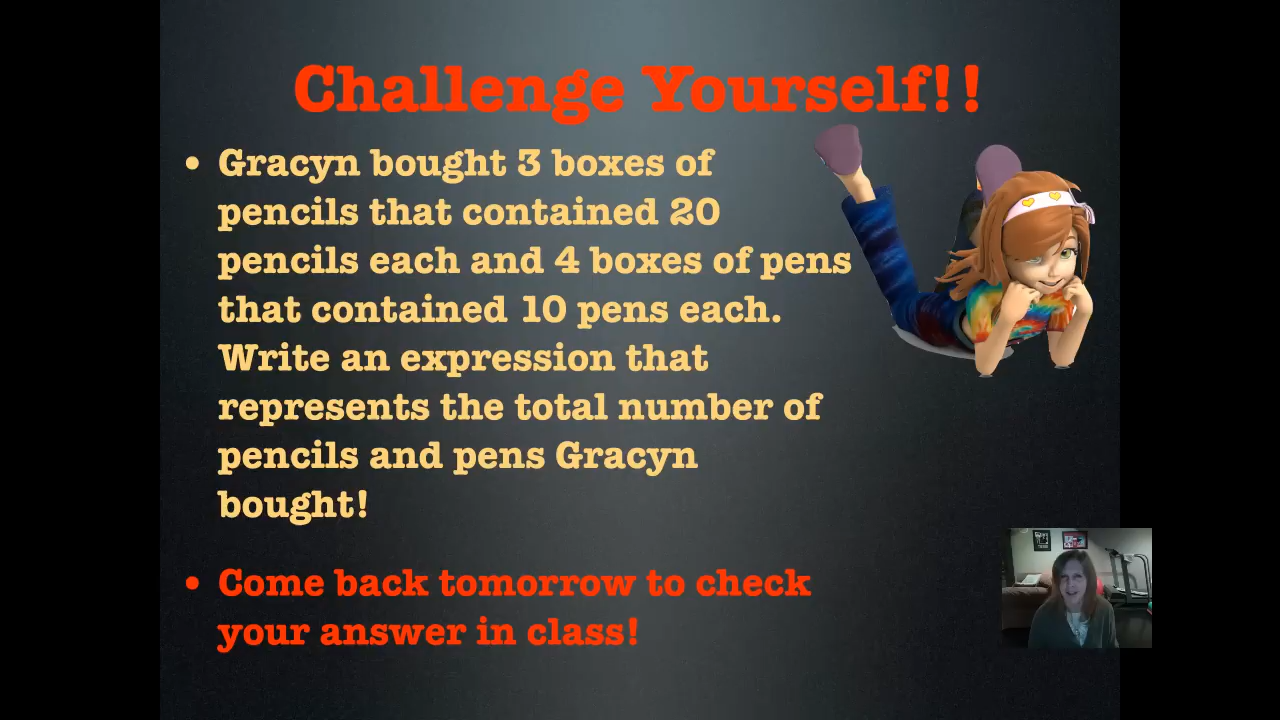 Challenge Yourself!!
• Gracyn bought 3 boxes of
pencils that contained 20
pencils each and 4 boxes of pens
that contained 10 pens each.
Write an expression that
represents the total number of
pencils and pens Gracyn
bought!
• Come back tomorrow to check
your answer in class!